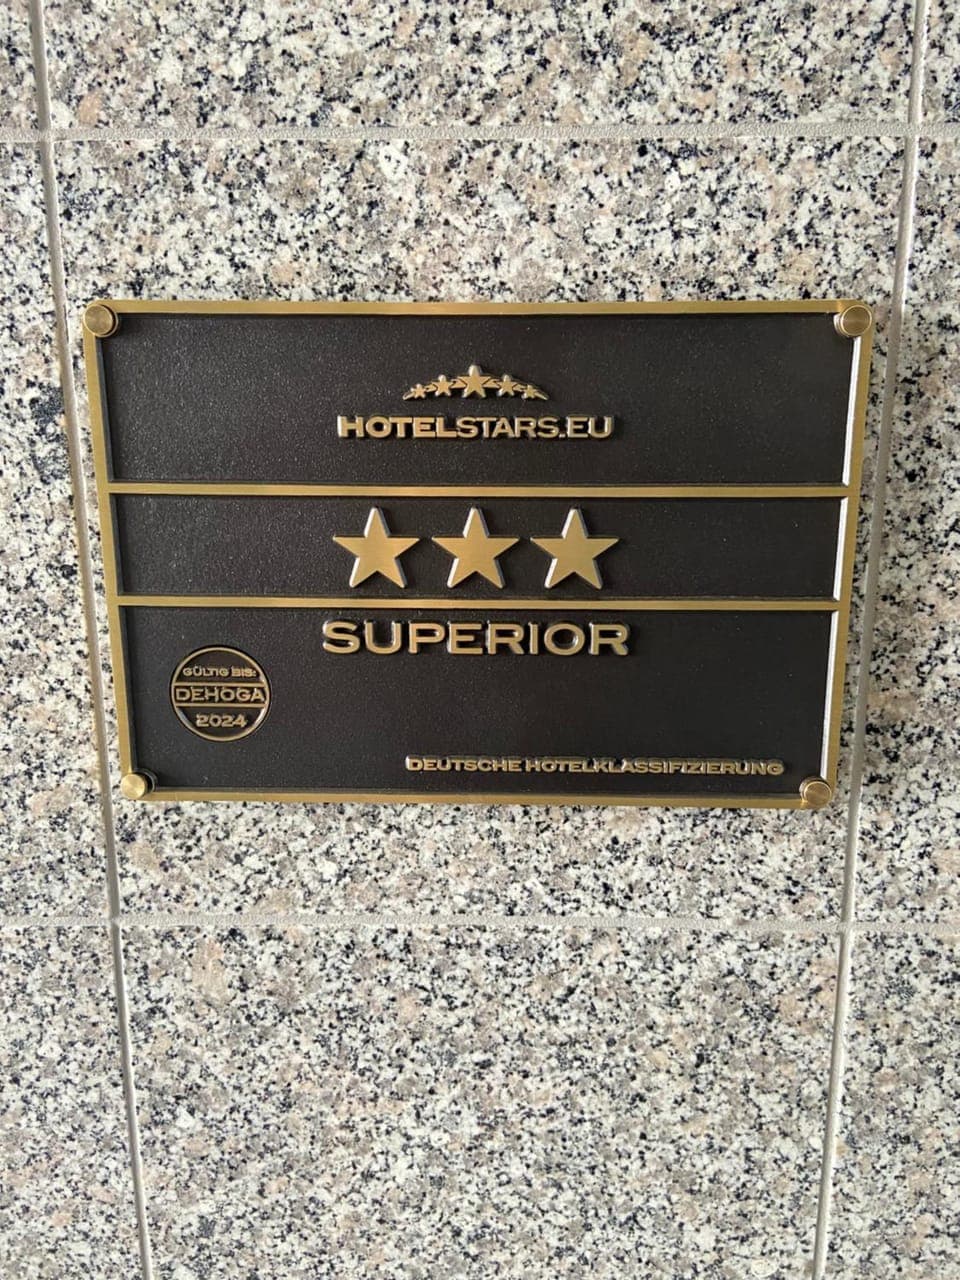 HOTELSTARS.EU
SUPERIOR
GÜLTIG BIS:
DEHOGA
2024
DEUTSCHE HOTELKLASSIFIZIERUNG